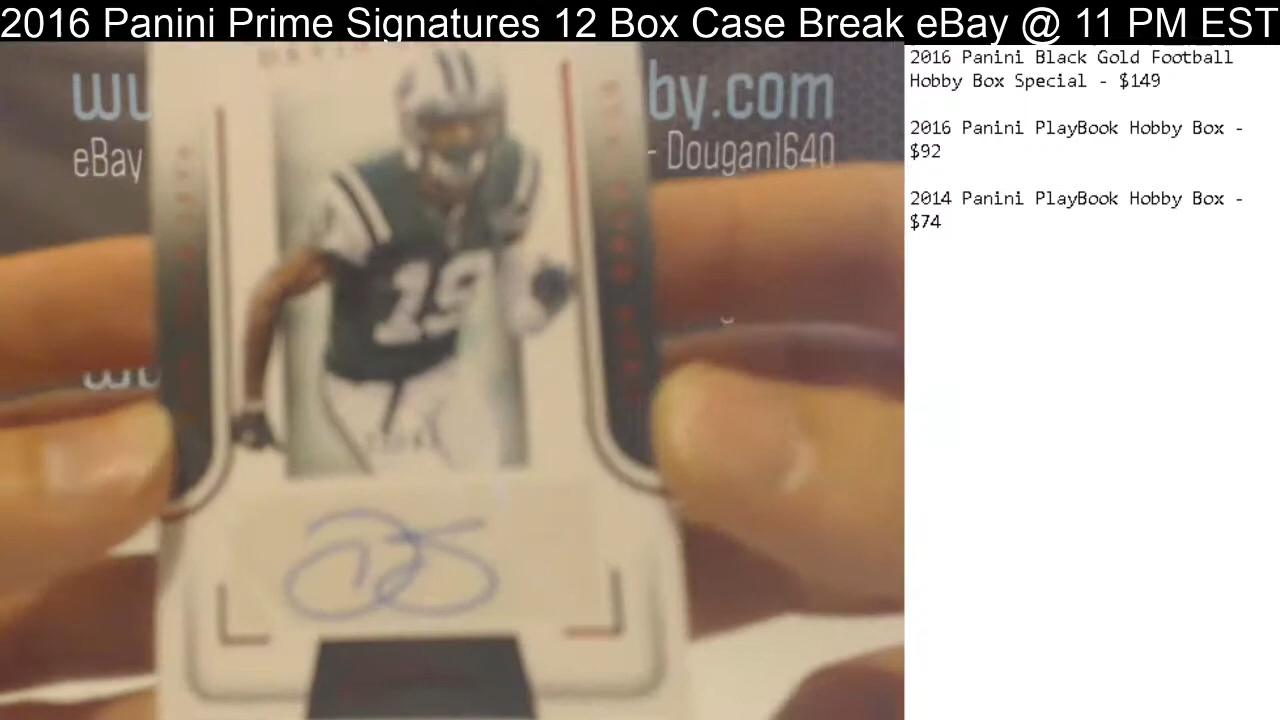 2016 Panini Prime Signatures 12 Box Case Break eBay @ 11 PM EST
2016 Panini Black Gold Football
Hobby Box Special - $149
2016 Panini PlayBook Hobby Box -
$92
2014 Panini PlayBook Hobby Box -
$74
by.com
eBay - Dougan1640
19